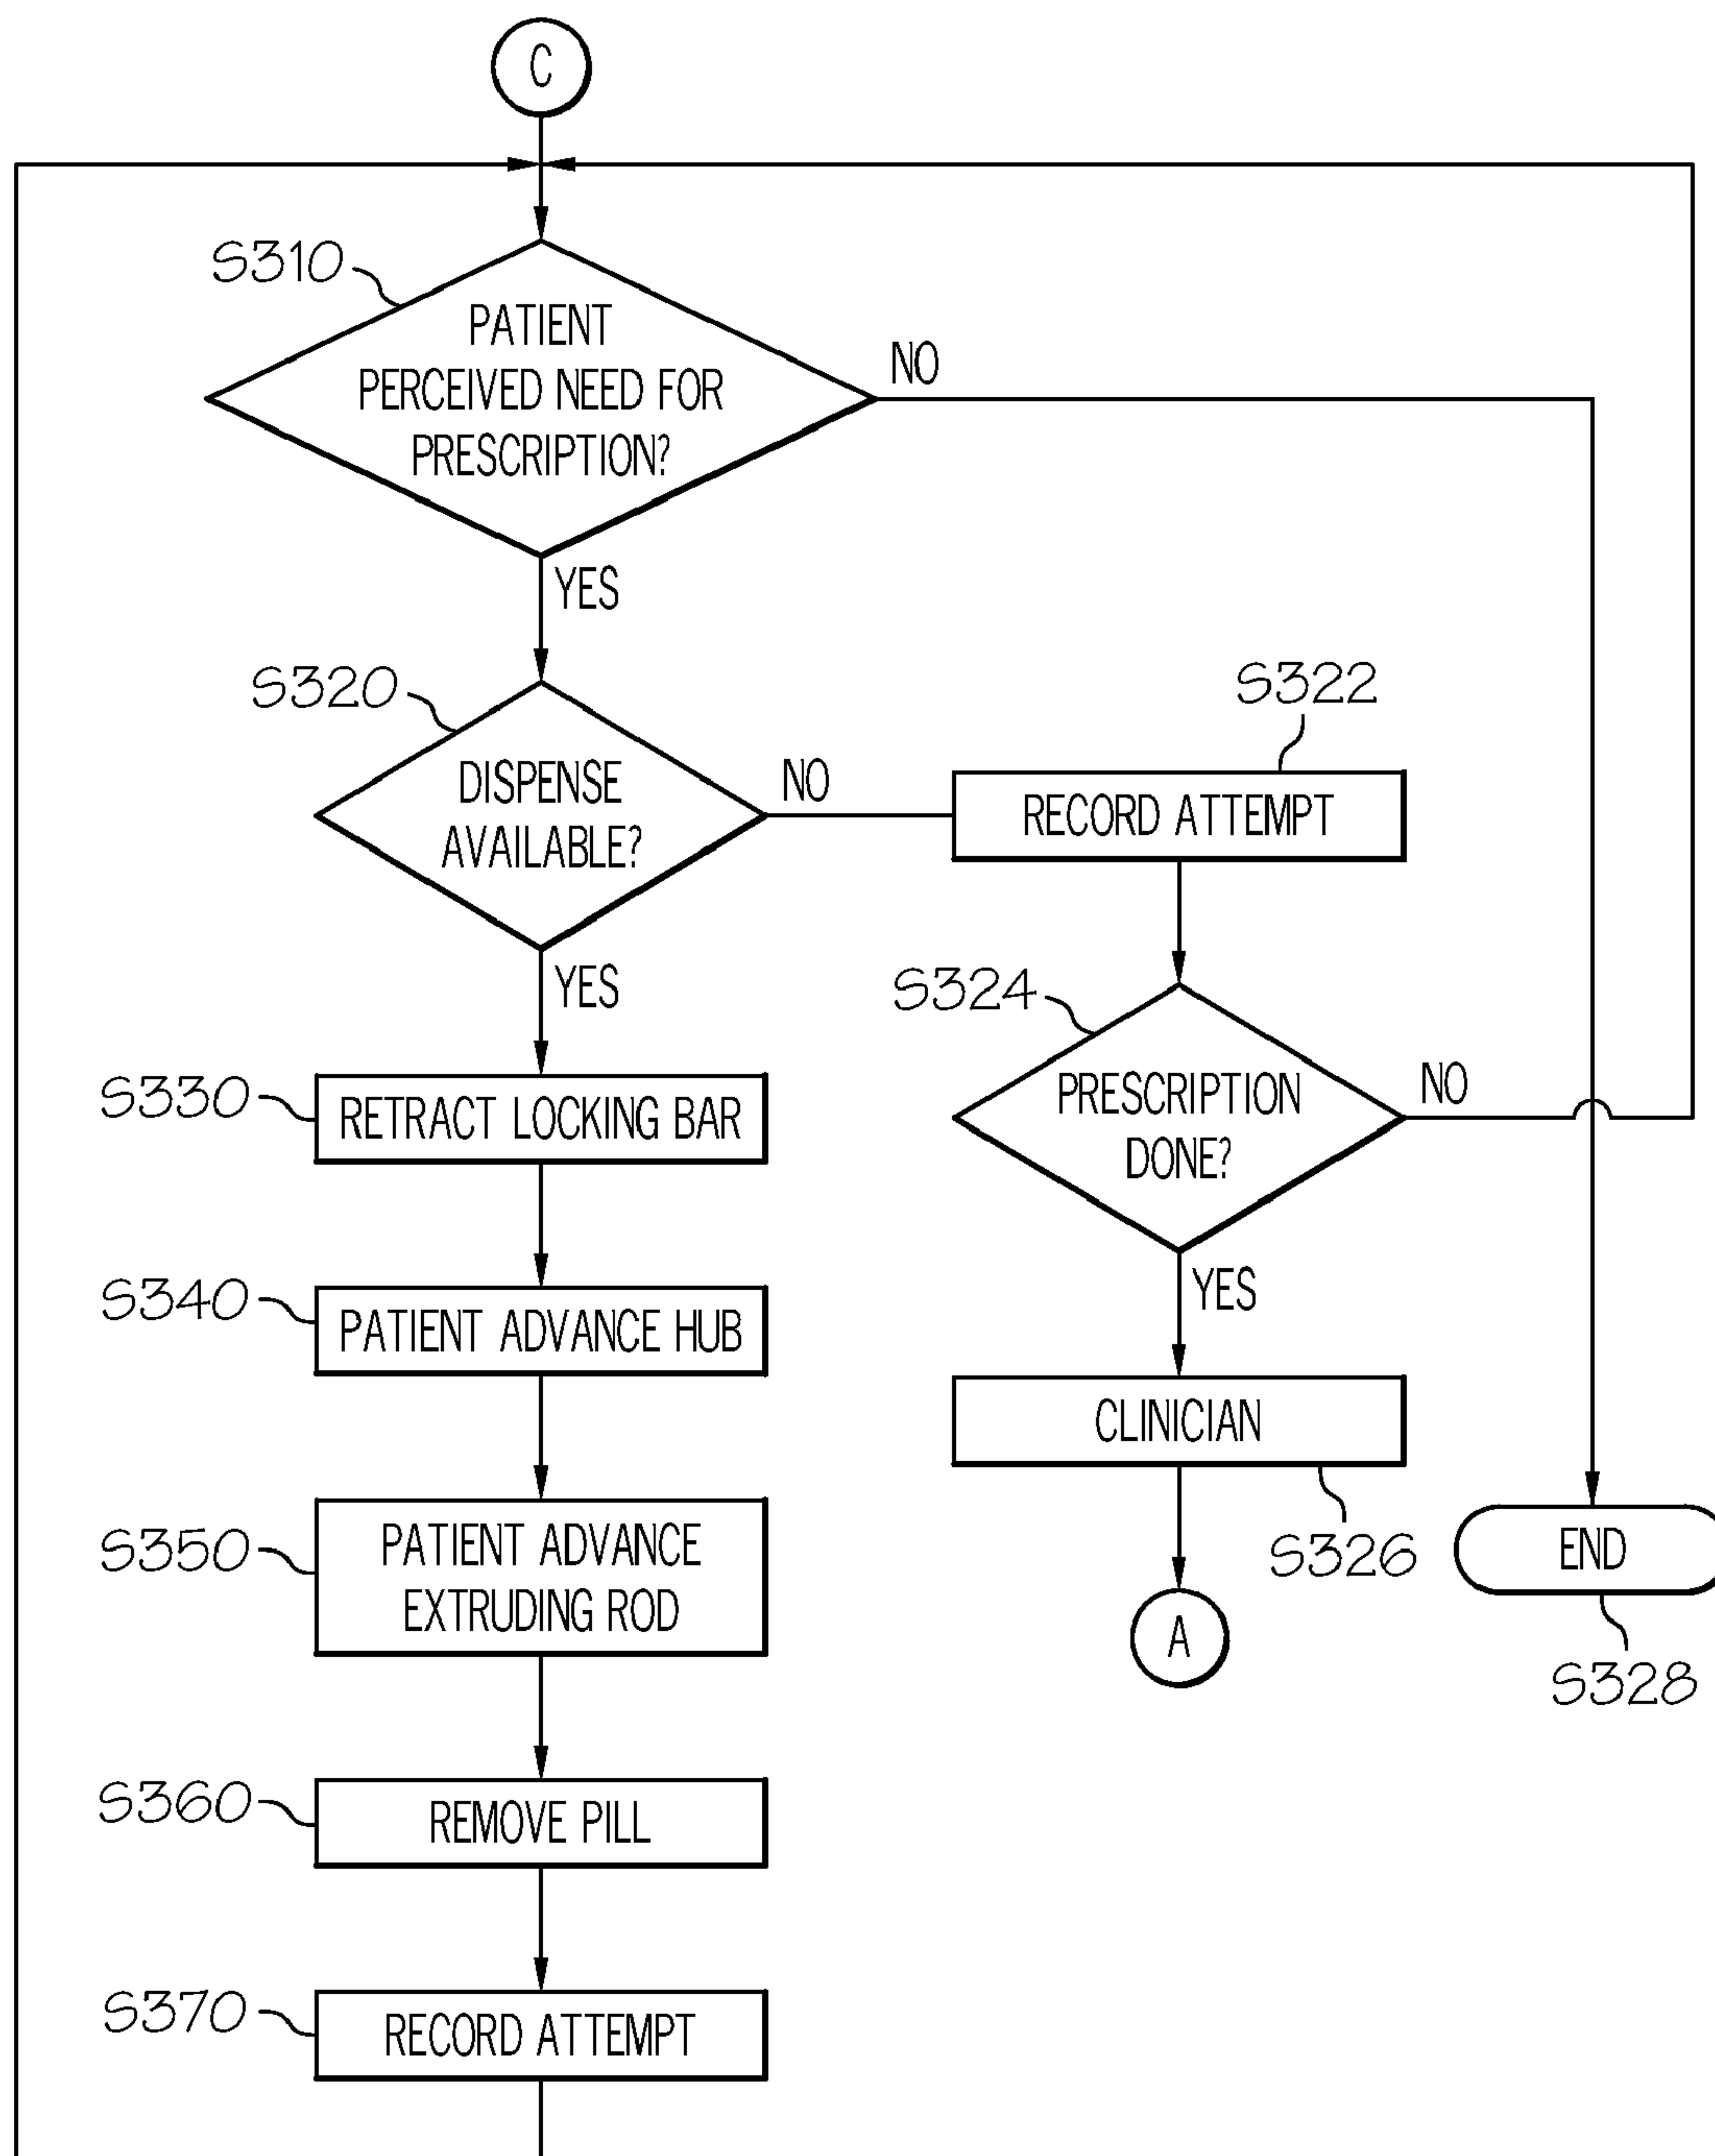 C
S310
PATIENT
PERCEIVED NEED FOR
PRESCRIPTION?
NO
YES
S320
DISPENSE
AVAILABLE?
NO
S322
RECORD ATTEMPT
YES
S324
PRESCRIPTION
DONE?
NO
S330
RETRACT LOCKING BAR
YES
S340
PATIENT ADVANCE HUB
CLINICIAN
S326
S350
PATIENT ADVANCE
EXTRUDING ROD
END
S328
A
S360
REMOVE PILL
S370
RECORD ATTEMPT